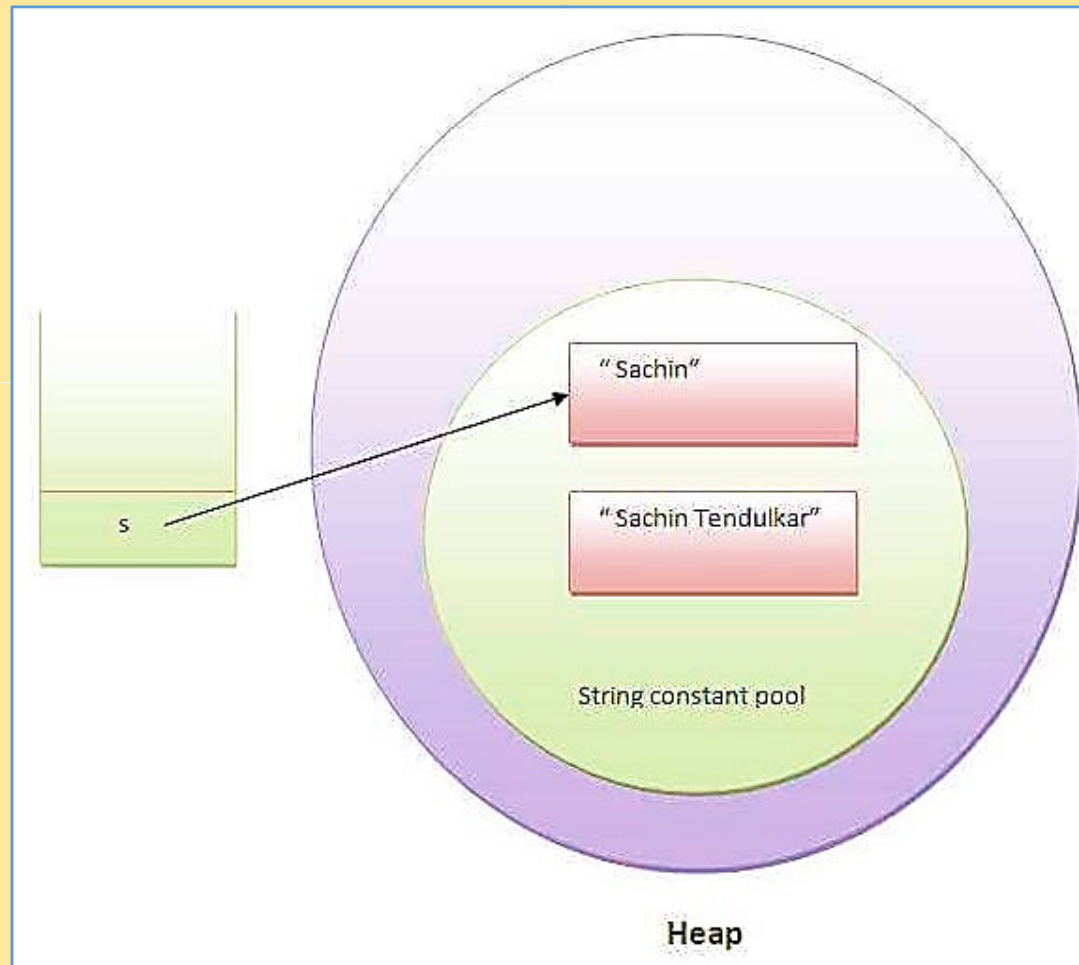 s
" Sachin"
" Sachin Tendulkar"
String constant pool
Heap